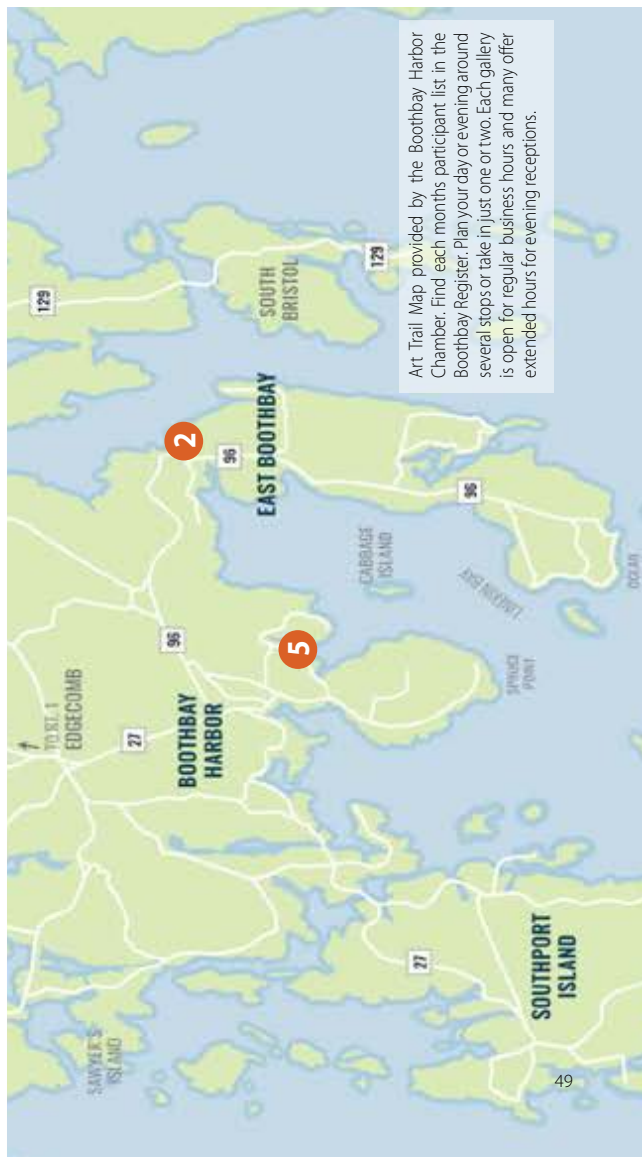 129
SOUTH
BRISTOL
129
2
96
EAST BOOTHBAY
96
CABBAGE
ISLAND
LINEKIN BAY
OCEAN
5
SPRUCE
POINT
96
TO RT. 1
EDGECOMB
27
BOOTHBAY
HARBOR
27
SOUTHPORT
ISLAND
SAWYER'S
ISLAND
Art Trail Map provided by the Boothbay Harbor
Chamber. Find each months participant list in the
Boothbay Register. Plan your day or evening around
several stops or take in just one or two. Each gallery
is open for regular business hours and many offer
extended hours for evening receptions.
49